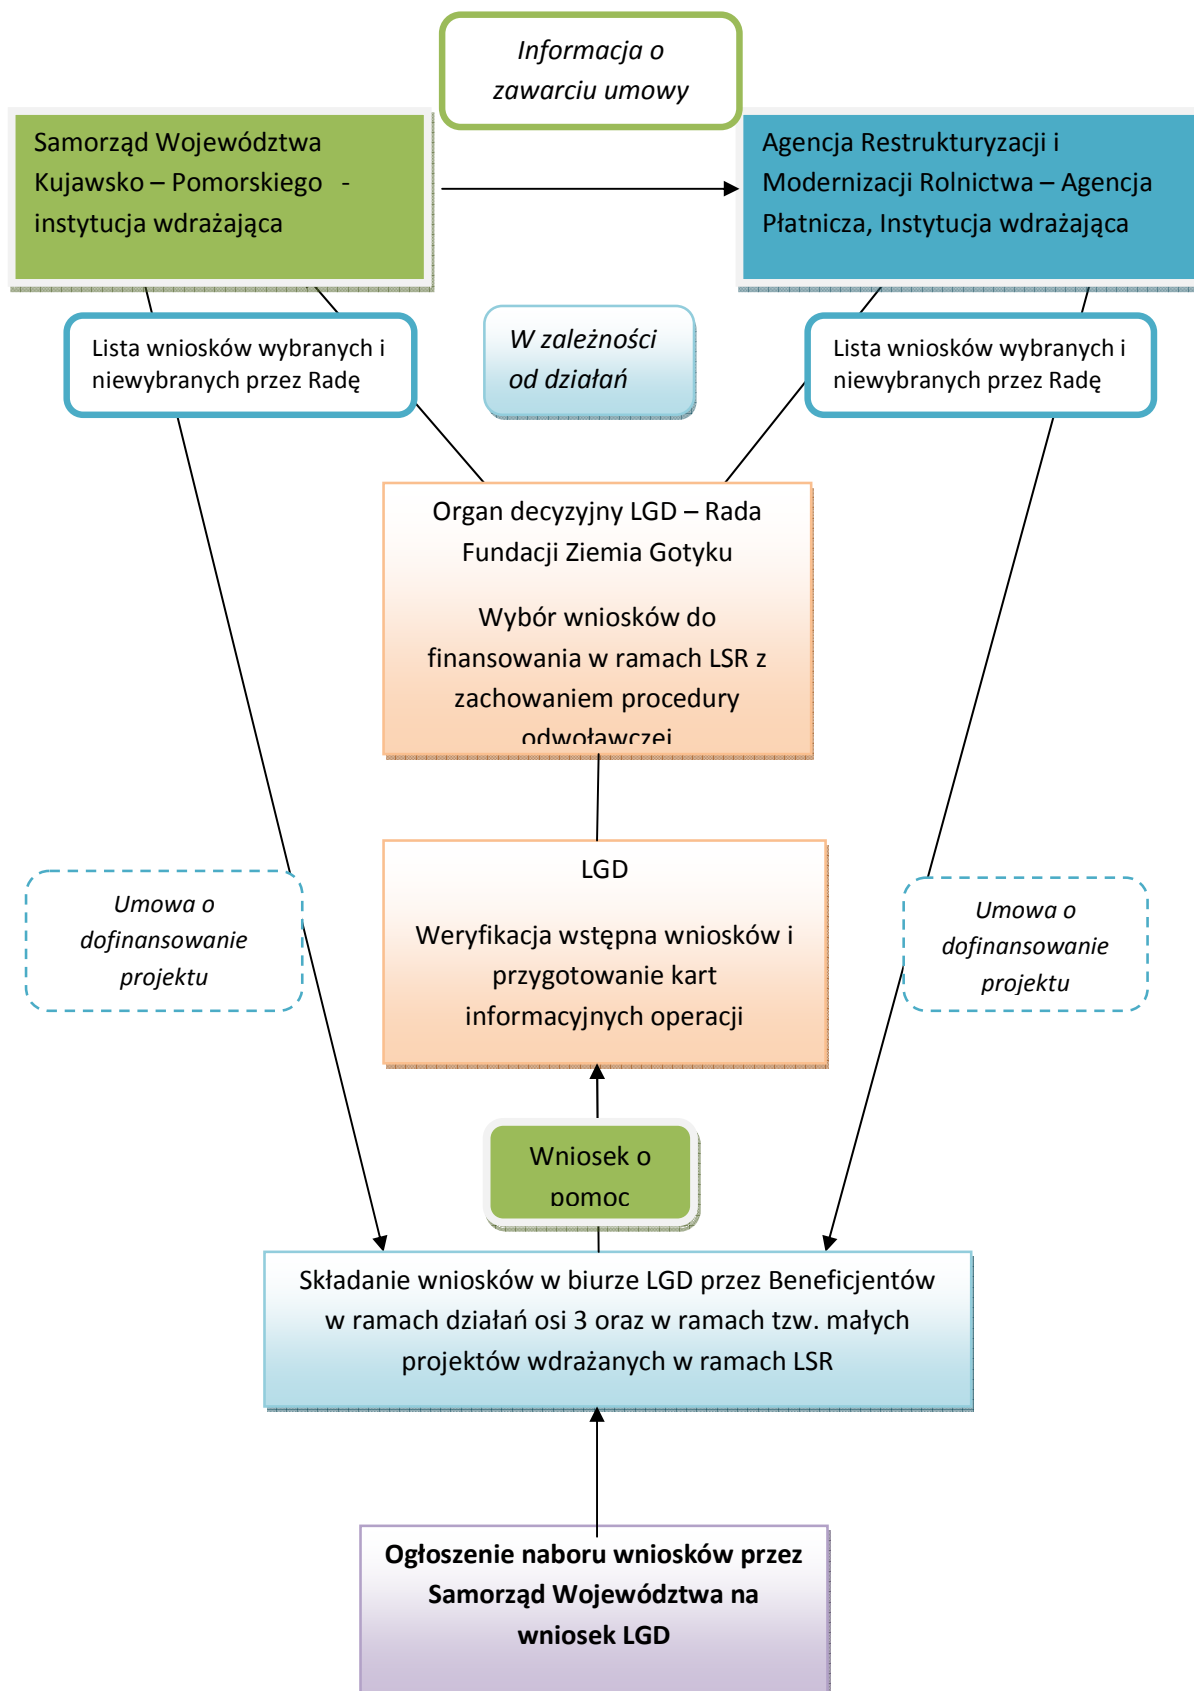 Informacja o
zawarciu umowy
Samorząd Województwa
Kujawsko – Pomorskiego -
instytucja wdrażająca
Agencja Restrukturyzacji i
Modernizacji Rolnictwa – Agencja
Płatnicza, Instytucja wdrażająca
Lista wniosków wybranych i
niewybranych przez Radę
W zależności
od działań
Lista wniosków wybranych i
niewybranych przez Radę
Organ decyzyjny LGD – Rada
Fundacji Ziemia Gotyku
Wybór wniosków do
finansowania w ramach LSR z
zachowaniem procedury
odwoławczej
LGD
Weryfikacja wstępna wniosków i
przygotowanie kart
informacyjnych operacji
Umowa o
dofinansowanie
projektu
Umowa o
dofinansowanie
projektu
Wniosek o
pomoc
Składanie wniosków w biurze LGD przez Beneficjentów
w ramach działań osi 3 oraz w ramach tzw. małych
projektów wdrażanych w ramach LSR
Ogłoszenie naboru wniosków przez
Samorząd Województwa na
wniosek LGD